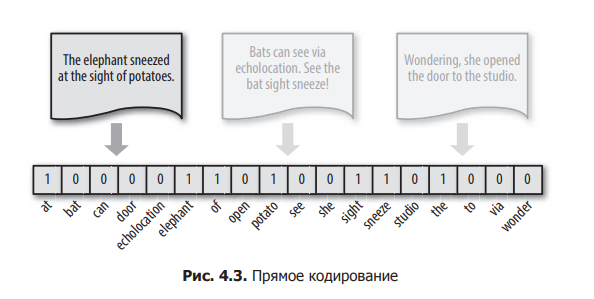 The elephant sneezed
at the sight of potatoes.
Bats can see via
echolocation. See the
bat sight sneeze!
Wondering, she opened
the door to the studio.
1 0 0 0 0 1 1 0 1 0 0 1 1 0 1 0 0 0
at bat can door echolocation elephant of open potato see she sight sneeze studio the to via wonder
Рис. 4.3. Прямое кодирование